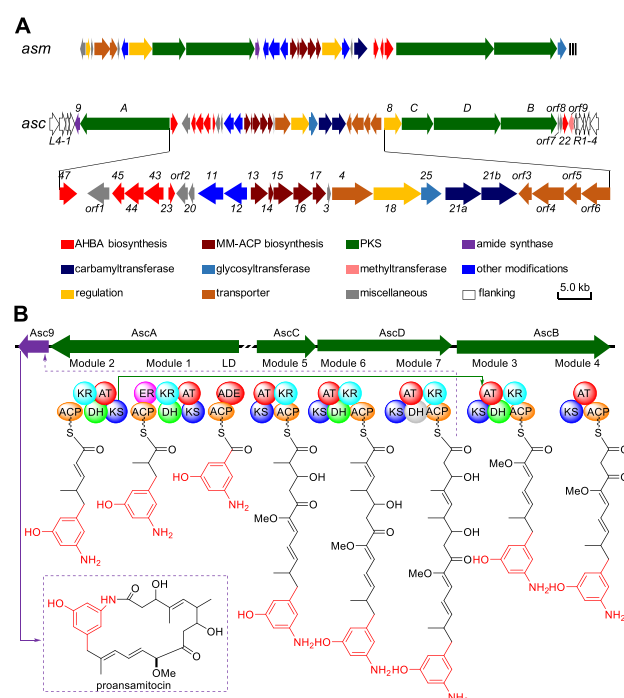 A
asm
asc
9 A 8 C D B orf8 orf9
L4-1 orf7 22 R1-4
47 45 43 orf2 11 13 15 17 4 25 21b orf3 orf5
orf1 44 23 20 12 14 16 3 18 21a orf4 orf6
AHBA biosynthesis MM-ACP biosynthesis PKS amide synthase
carbamyltransferase glycosyltransferase methyltransferase other modifications
regulation transporter miscellaneous flanking
5.0 kb
B
Asc9 AscA AscC AscD AscB
Module 2 Module 1 LD Module 5 Module 6 Module 7 Module 3 Module 4
KR AT ER KR AT ADE AT KR AT KR AT KR AT KR AT
ACP DH KS ACP DH KS ACP KS ACP KS DH ACP KS DH ACP KS DH ACP KS ACP
S S S S S S S S
O O O O O O O O
OH OH MeO O
HO NH₂ O OH MeO
HO NH₂ MeO
HO NH₂ MeO O OH HO NH₂ HO NH₂
O MeO
HO NH₂
HO NH₂
HO NH₂
HO HN O OH
OH
O
OMe
proansamitocin